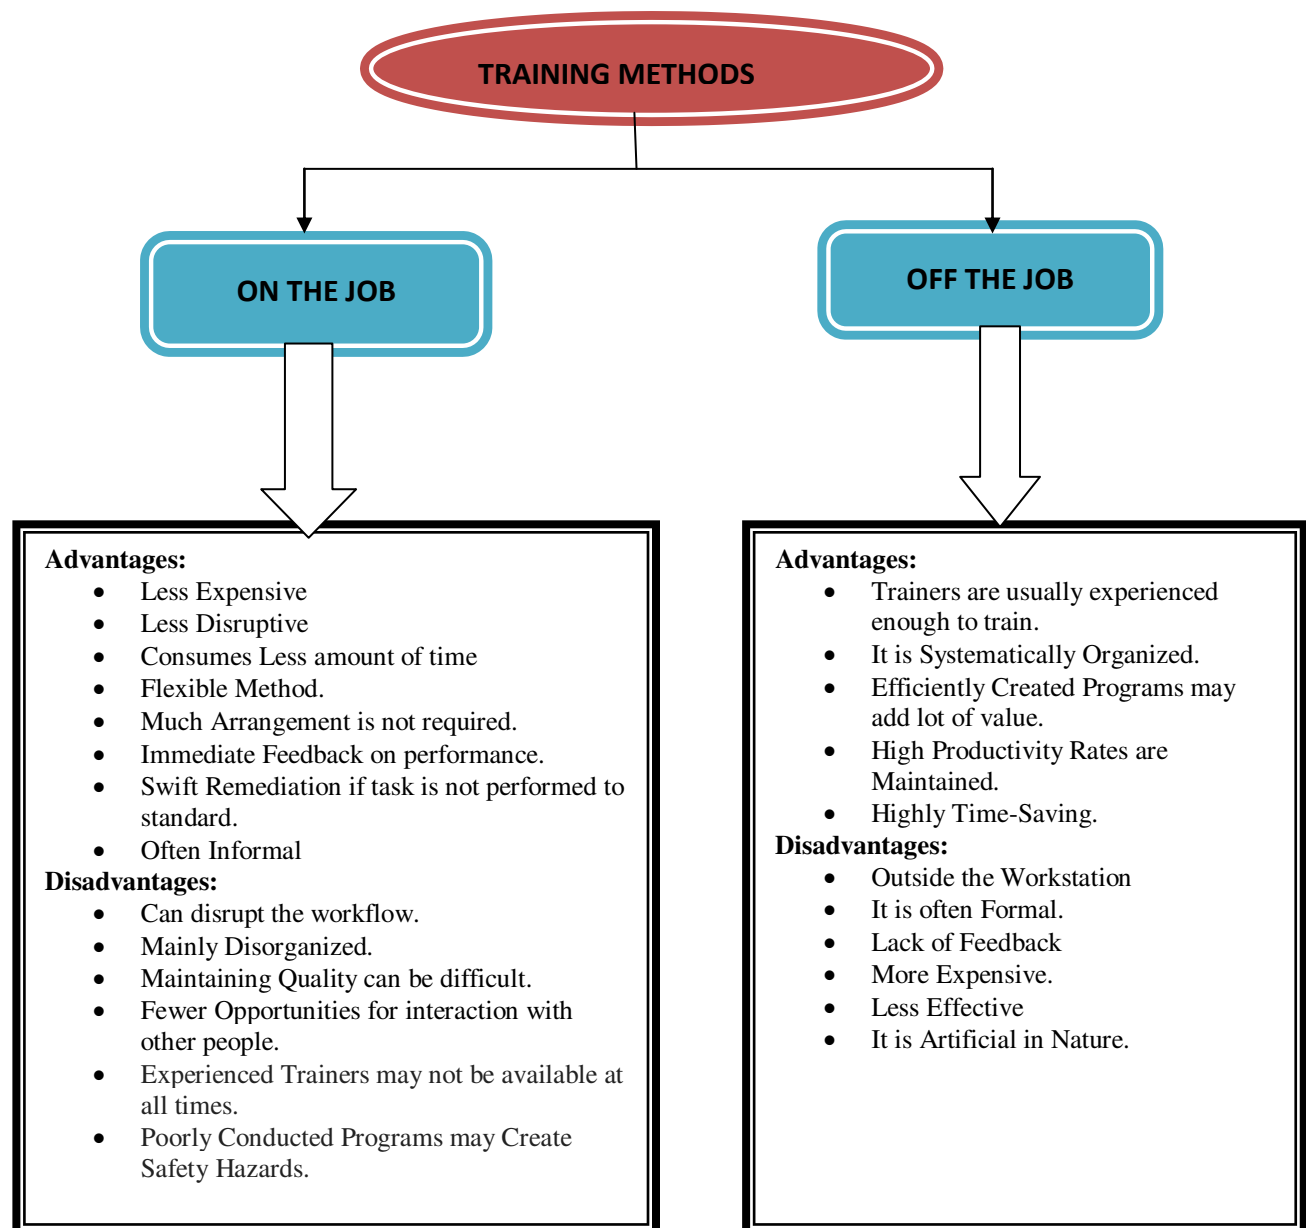 TRAINING METHODS
ON THE JOB
OFF THE JOB
Advantages:
• Less Expensive
• Less Disruptive
• Consumes Less amount of time
• Flexible Method.
• Much Arrangement is not required.
• Immediate Feedback on performance.
• Swift Remediation if task is not performed to
standard.
• Often Informal
Disadvantages:
• Can disrupt the workflow.
• Mainly Disorganized.
• Maintaining Quality can be difficult.
• Fewer Opportunities for interaction with
other people.
• Experienced Trainers may not be available at
all times.
• Poorly Conducted Programs may Create
Safety Hazards.
Advantages:
• Trainers are usually experienced
enough to train.
• It is Systematically Organized.
• Efficiently Created Programs may
add lot of value.
• High Productivity Rates are
Maintained.
• Highly Time-Saving.
Disadvantages:
• Outside the Workstation
• It is often Formal.
• Lack of Feedback
• More Expensive.
• Less Effective
• It is Artificial in Nature.